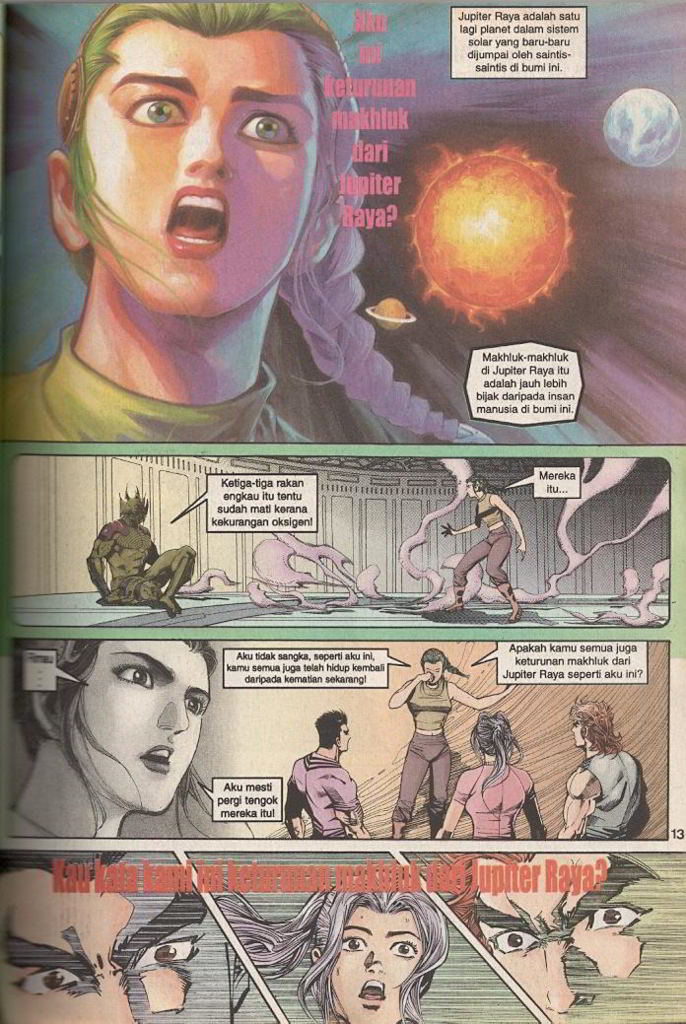 Aku
ini
keturunan
makhluk
dari
Jupiter
Raya?
Jupiter Raya adalah satu
lagi planet dalam sistem
solar yang baru-baru
dijumpai oleh saintis-
saintis di bumi ini.
Makhluk-makhluk
di Jupiter Raya itu
adalah jauh lebih
bijak daripada insan
manusia di bumi ini.
Ketiga-tiga rakan
engkau itu tentu
sudah mati kerana
kekurangan oksigen!
Mereka
itu...
Aku tidak sangka, seperti aku ini,
kamu semua juga telah hidup kembali
daripada kematian sekarang!
Apakah kamu semua juga
keturunan makhluk dari
Jupiter Raya seperti aku ini?
Aku mesti
pergi tengok
mereka itu!
13
Kau kata kami ini keturunan makhluk dari Jupiter Raya?